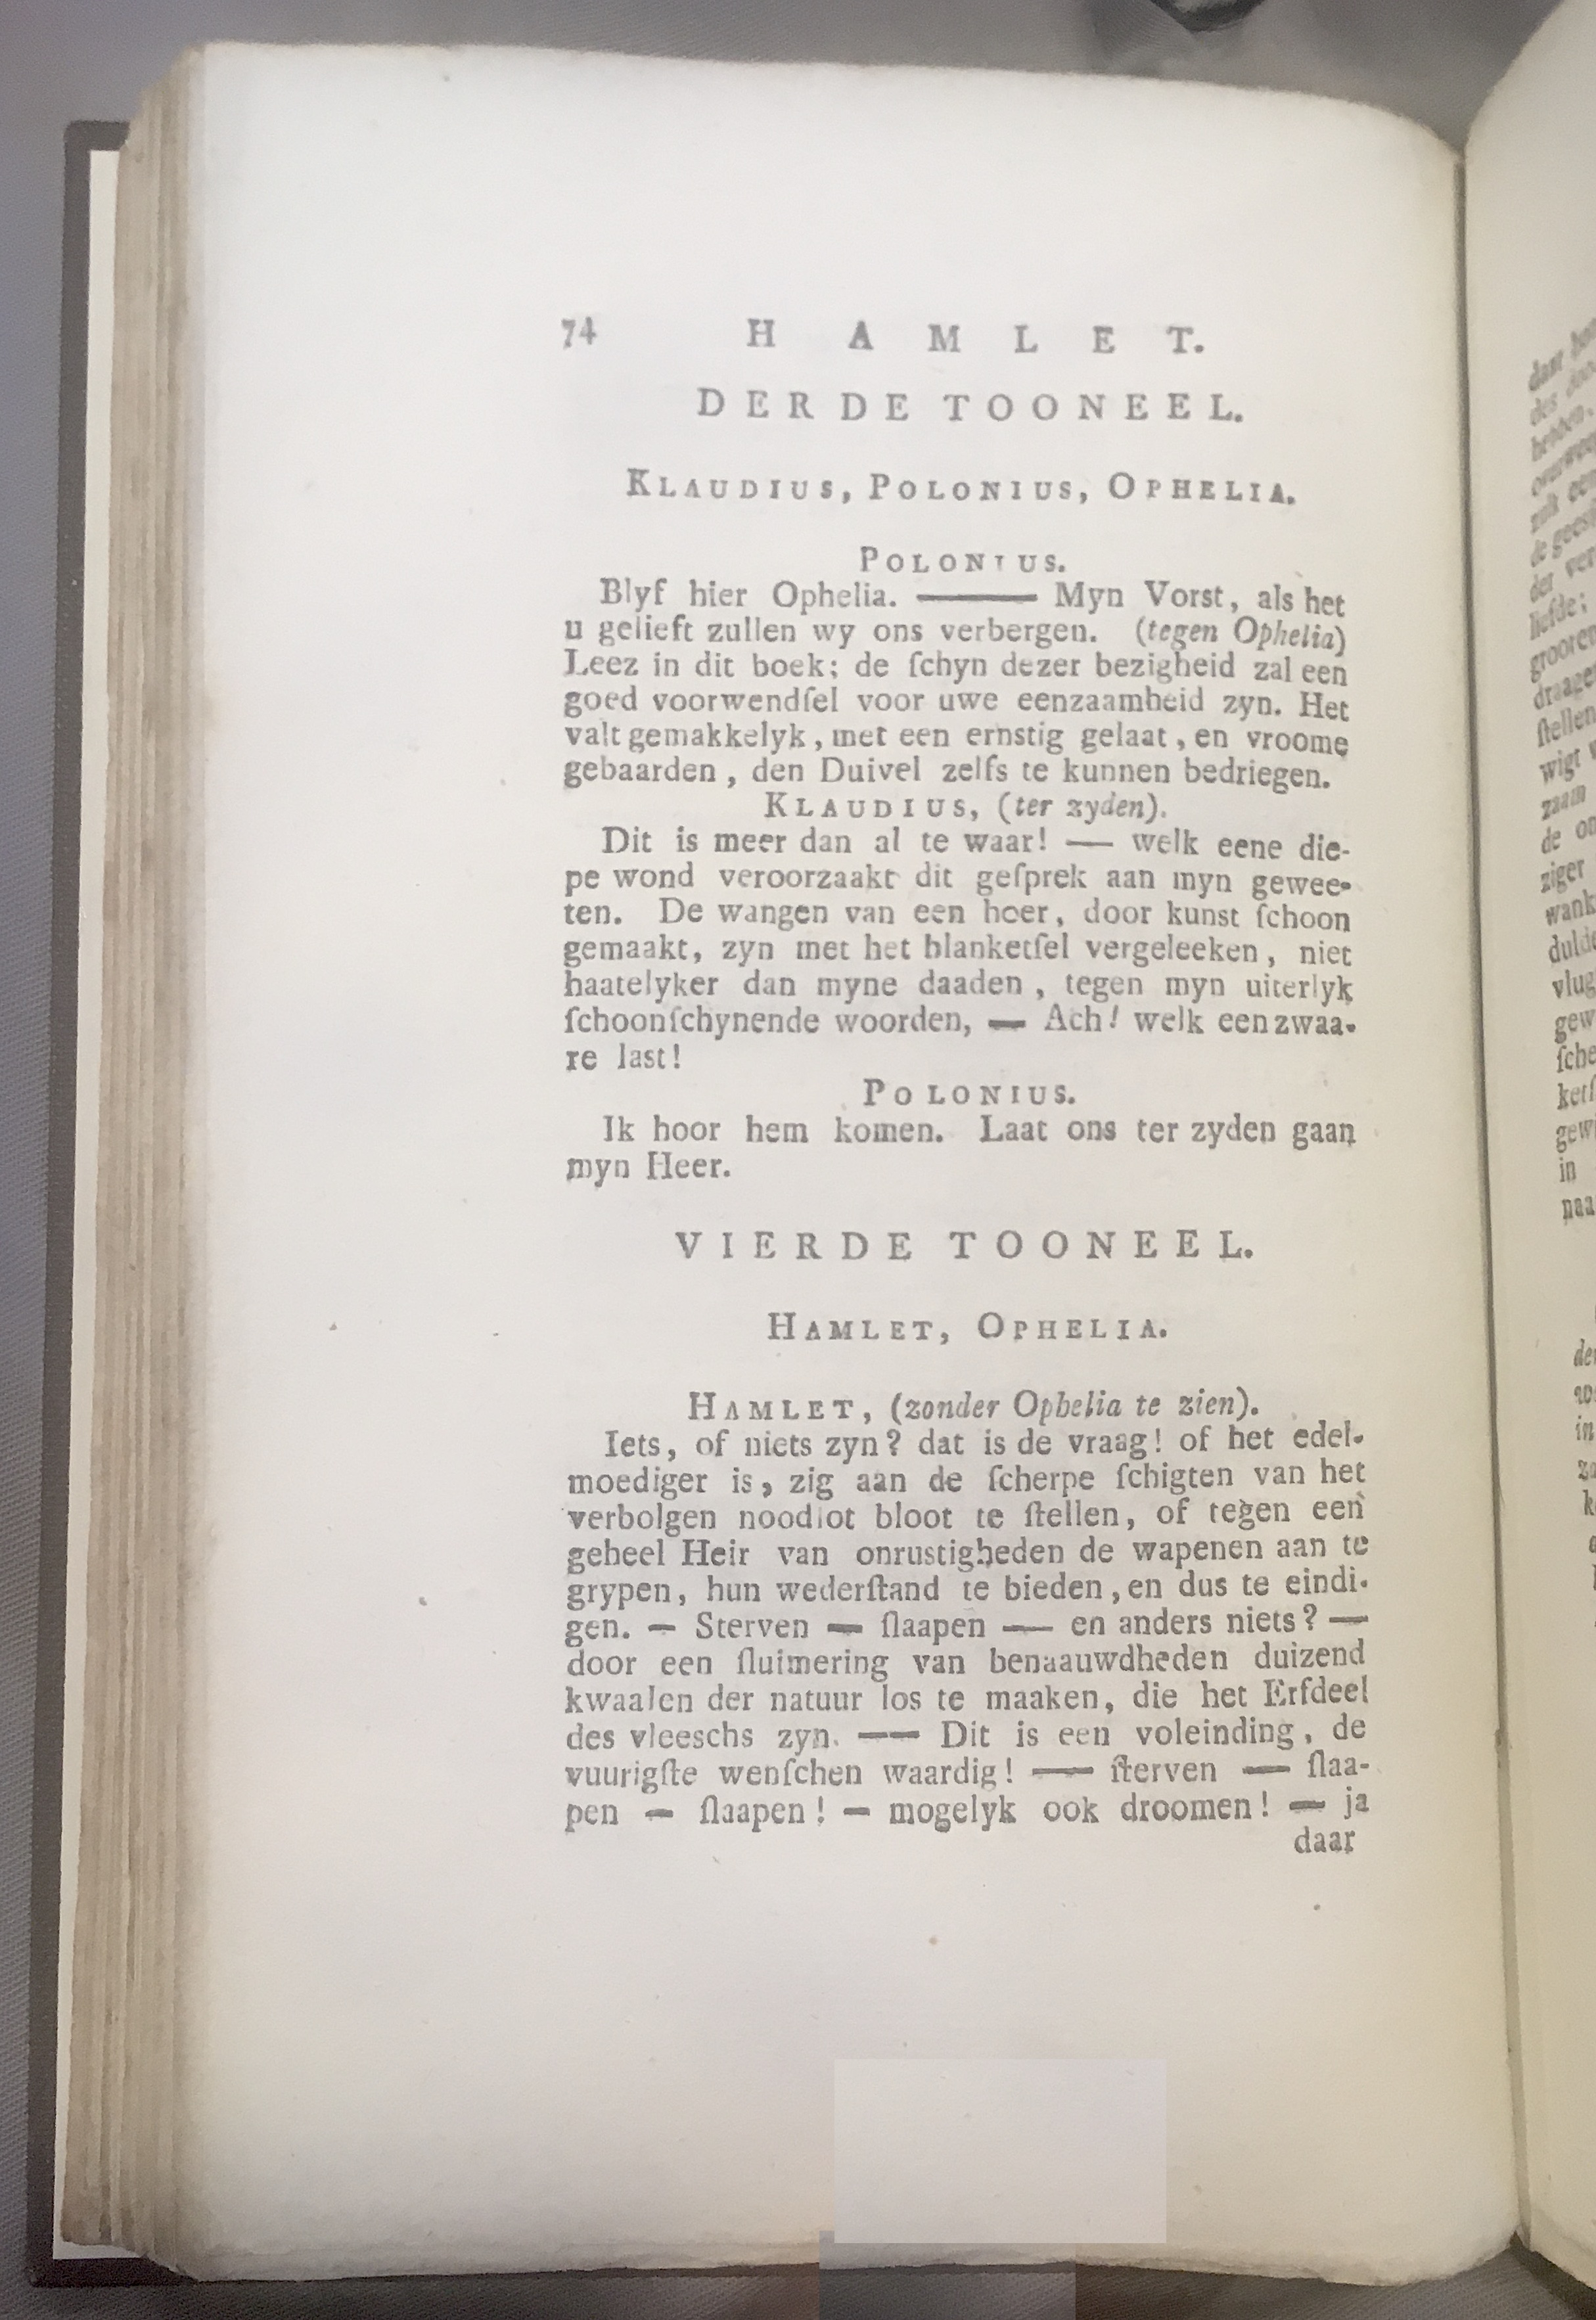 74 HAMLET.
DERDE TOONEEL.
KLAUDIUS, POLONIUS, OPHELIA.
POLONIUS.
Blyf hier Ophelia. —— Myn Vorst, als het
u gelieft zullen wy ons verbergen. (tegen Ophelia)
Leez in dit boek; de ſchyn dezer bezigheid zal een
goed voorwendſel voor uwe eenzaamheid zyn. Het
valt gemakkelyk, met een ernstig gelaat, en vroome
gebaarden, den Duivel zelfs te kunnen bedriegen.
KLAUDIUS, (ter zyden).
Dit is meer dan al te waar! — welk eene die-
pe wond veroorzaakt dit geſprek aan myn gewee-
ten. De wangen van een hoer, door kunst ſchoon
gemaakt, zyn met het blanketſel vergeleeken, niet
haatelyker dan myne daaden, tegen myn uiterlyk
ſchoonſchynende woorden, — Ach! welk een zwaa-
re last!
POLONIUS.
Ik hoor hem komen. Laat ons ter zyden gaan
myn Heer.
VIERDE TOONEEL.
HAMLET, OPHELIA.
HAMLET, (zonder Ophelia te zien).
Iets, of niets zyn? dat is de vraag! of het edel-
moediger is, zig aan de ſcherpe ſchigten van het
verbolgen noodlot bloot te ſtellen, of tegen een
geheel Heir van onrustigheden de wapenen aan te
grypen, hun wederſtand te bieden, en dus te eindi-
gen. — Sterven — ſlaapen — en anders niets? —
door een ſluimering van benaauwdheden duizend
kwaalen der natuur los te maaken, die het Erfdeel
des vleeschs zyn. —— Dit is een voleinding, de
vuurigſte wenſchen waardig! —— ſterven — ſlaa-
pen — ſlaapen! — mogelyk ook droomen! — ja
daar